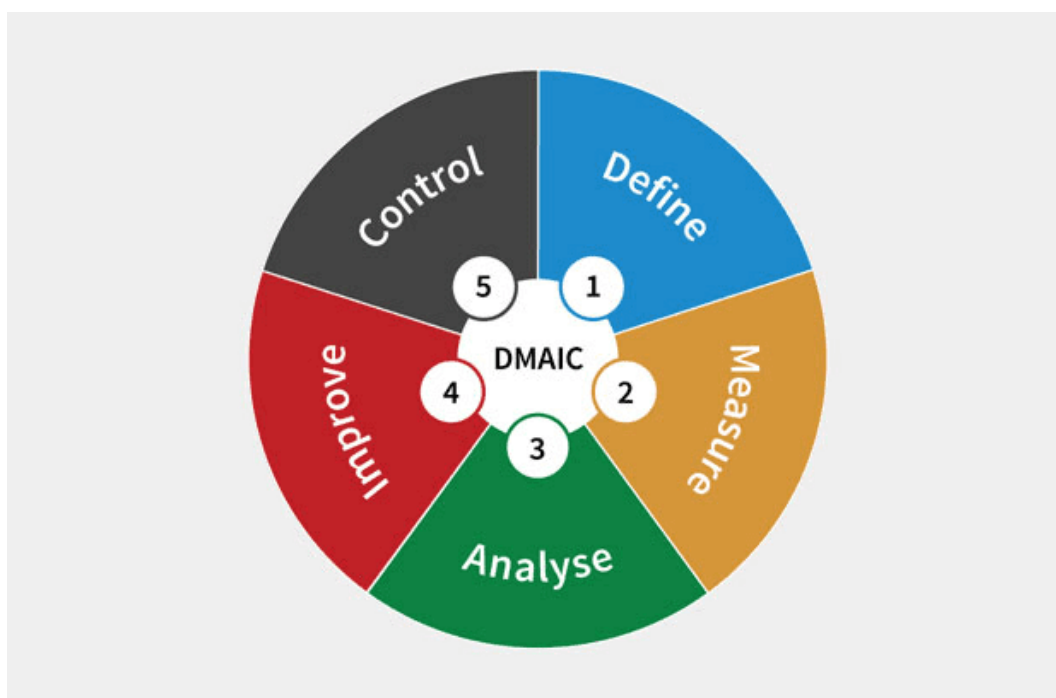 DMAIC
1
Define
2
Measure
3
Analyse
4
Improve
5
Control